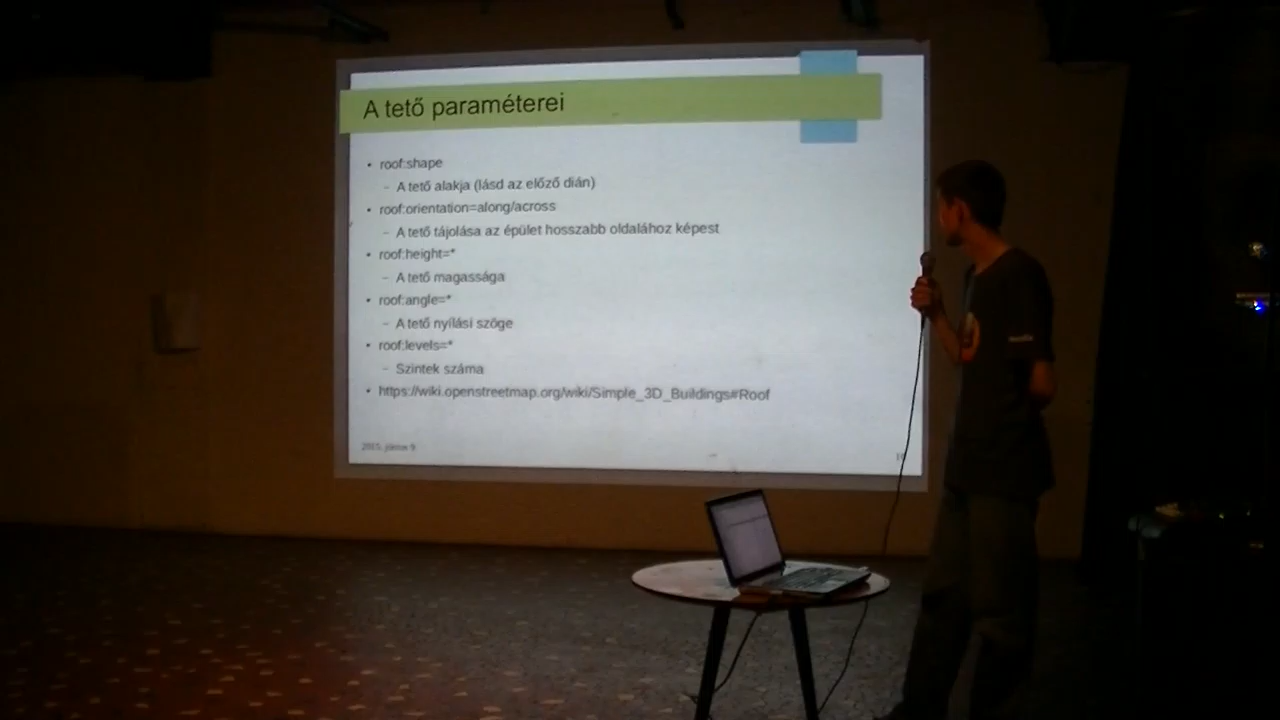 A tető paraméterei
• roof:shape
– A tető alakja (lásd az előző dián)
• roof:orientation=along/across
– A tető tájolása az épület hosszabb oldalához képest
• roof:height=*
– A tető magassága
• roof:angle=*
– A tető nyílási szöge
• roof:levels=*
– Szintek száma
• https://wiki.openstreetmap.org/wiki/Simple_3D_Buildings#Roof